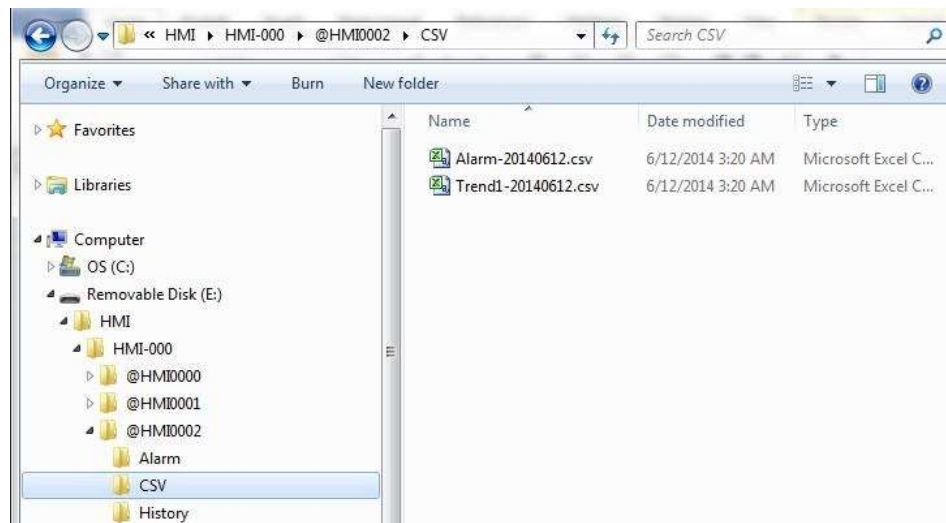 « HMI ▸ HMI-000 ▸ @HMI0002 ▸ CSV
Search CSV
Organize ▾ Share with ▾ Burn New folder
Name Date modified Type
Favorites
Alarm-20140612.csv 6/12/2014 3:20 AM Microsoft Excel C...
Trend1-20140612.csv 6/12/2014 3:20 AM Microsoft Excel C...
Libraries
Computer
OS (C:)
Removable Disk (E:)
HMI
HMI-000
@HMI0000
@HMI0001
@HMI0002
Alarm
CSV
History